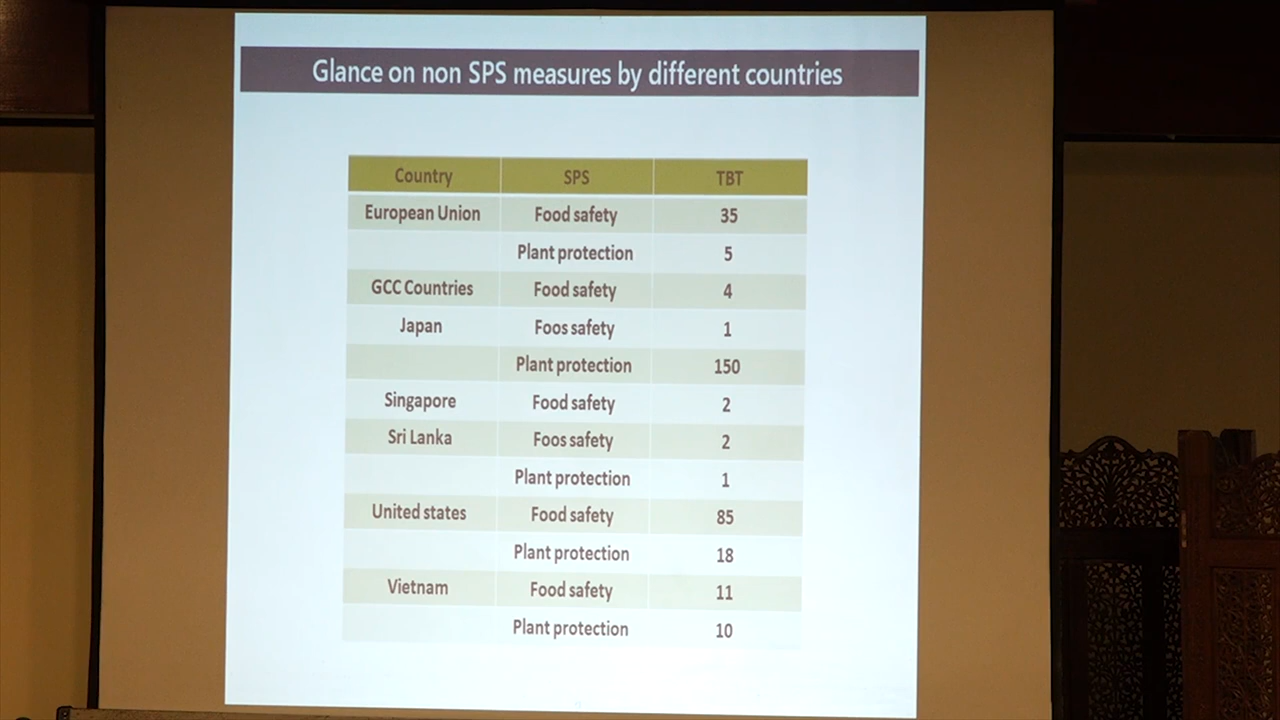 Glance on non SPS measures by different countries
Country SPS TBT
European Union Food safety 35
Plant protection 5
GCC Countries Food safety 4
Japan Foos safety 1
Plant protection 150
Singapore Food safety 2
Sri Lanka Foos safety 2
Plant protection 1
United states Food safety 85
Plant protection 18
Vietnam Food safety 11
Plant protection 10